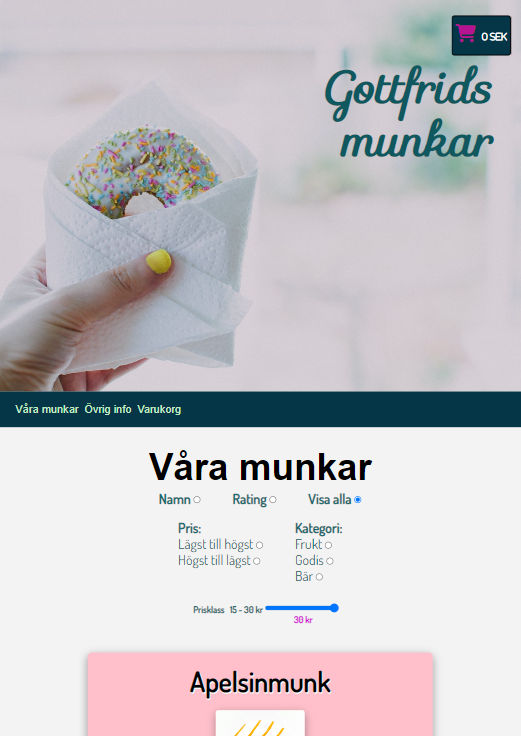 0 SEK
Gottfrids
munkar
Våra munkar Övrig info Varukorg
Våra munkar
Namn Rating Visa alla
Pris:
Lägst till högst
Högst till lägst
Kategori:
Frukt
Godis
Bär
Prisklass 15 - 30 kr
30 kr
Apelsinmunk